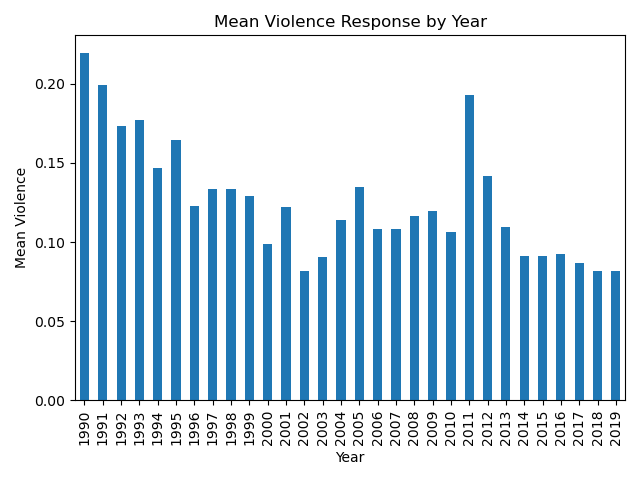 Mean Violence Response by Year
Mean Violence
0.20
0.15
0.10
0.05
0.00
1990 1991 1992 1993 1994 1995 1996 1997 1998 1999 2000 2001 2002 2003 2004 2005 2006 2007 2008 2009 2010 2011 2012 2013 2014 2015 2016 2017 2018 2019
Year